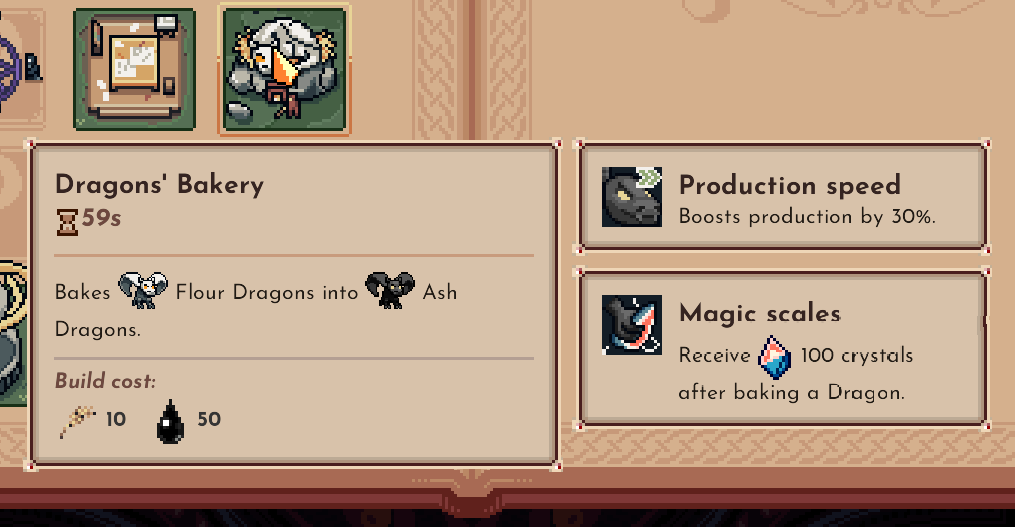 Dragons' Bakery
59s
Bakes Flour Dragons into Ash
Dragons.
Build cost:
10 50
Production speed
Boosts production by 30%.
Magic scales
Receive 100 crystals
after baking a Dragon.